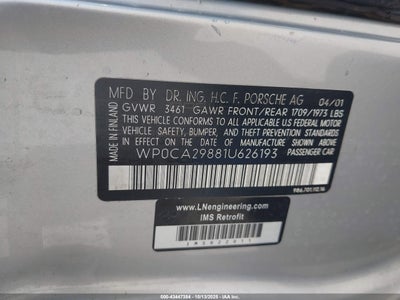 MFD. BY DR. ING. H.C. F. PORSCHE AG 04/01
MADE IN FINLAND
GVWR 3461 GAWR FRONT/REAR 1709/1973 LBS
THIS VEHICLE CONFORMS TO ALL APPLICABLE U.S. FEDERAL MOTOR
VEHICLE SAFETY, BUMPER, AND THEFT PREVENTION STANDARDS
IN EFFECT ON THE DATE OF MANUFACTURE SHOWN ABOVE.
WP0CA29881U626193 PASSENGER CAR
www.LNengineering.com
IMS Retrofit
600-43447384 - 10/13/2025 - © IAA